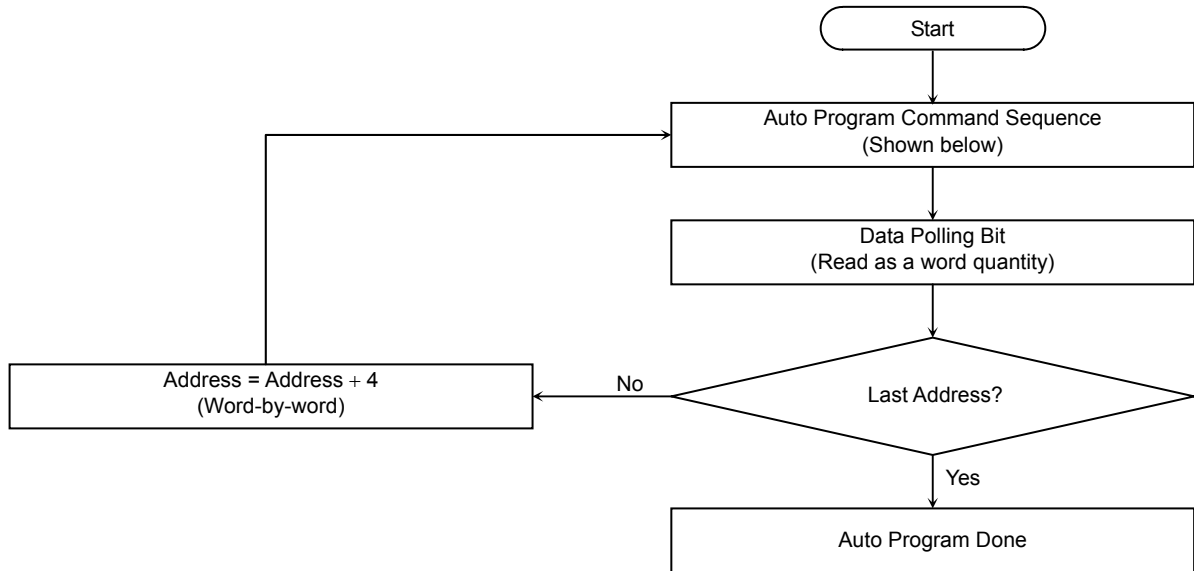 Start
Auto Program Command Sequence
(Shown below)
Data Polling Bit
(Read as a word quantity)
Address = Address + 4
(Word-by-word)
No
Last Address?
Yes
Auto Program Done